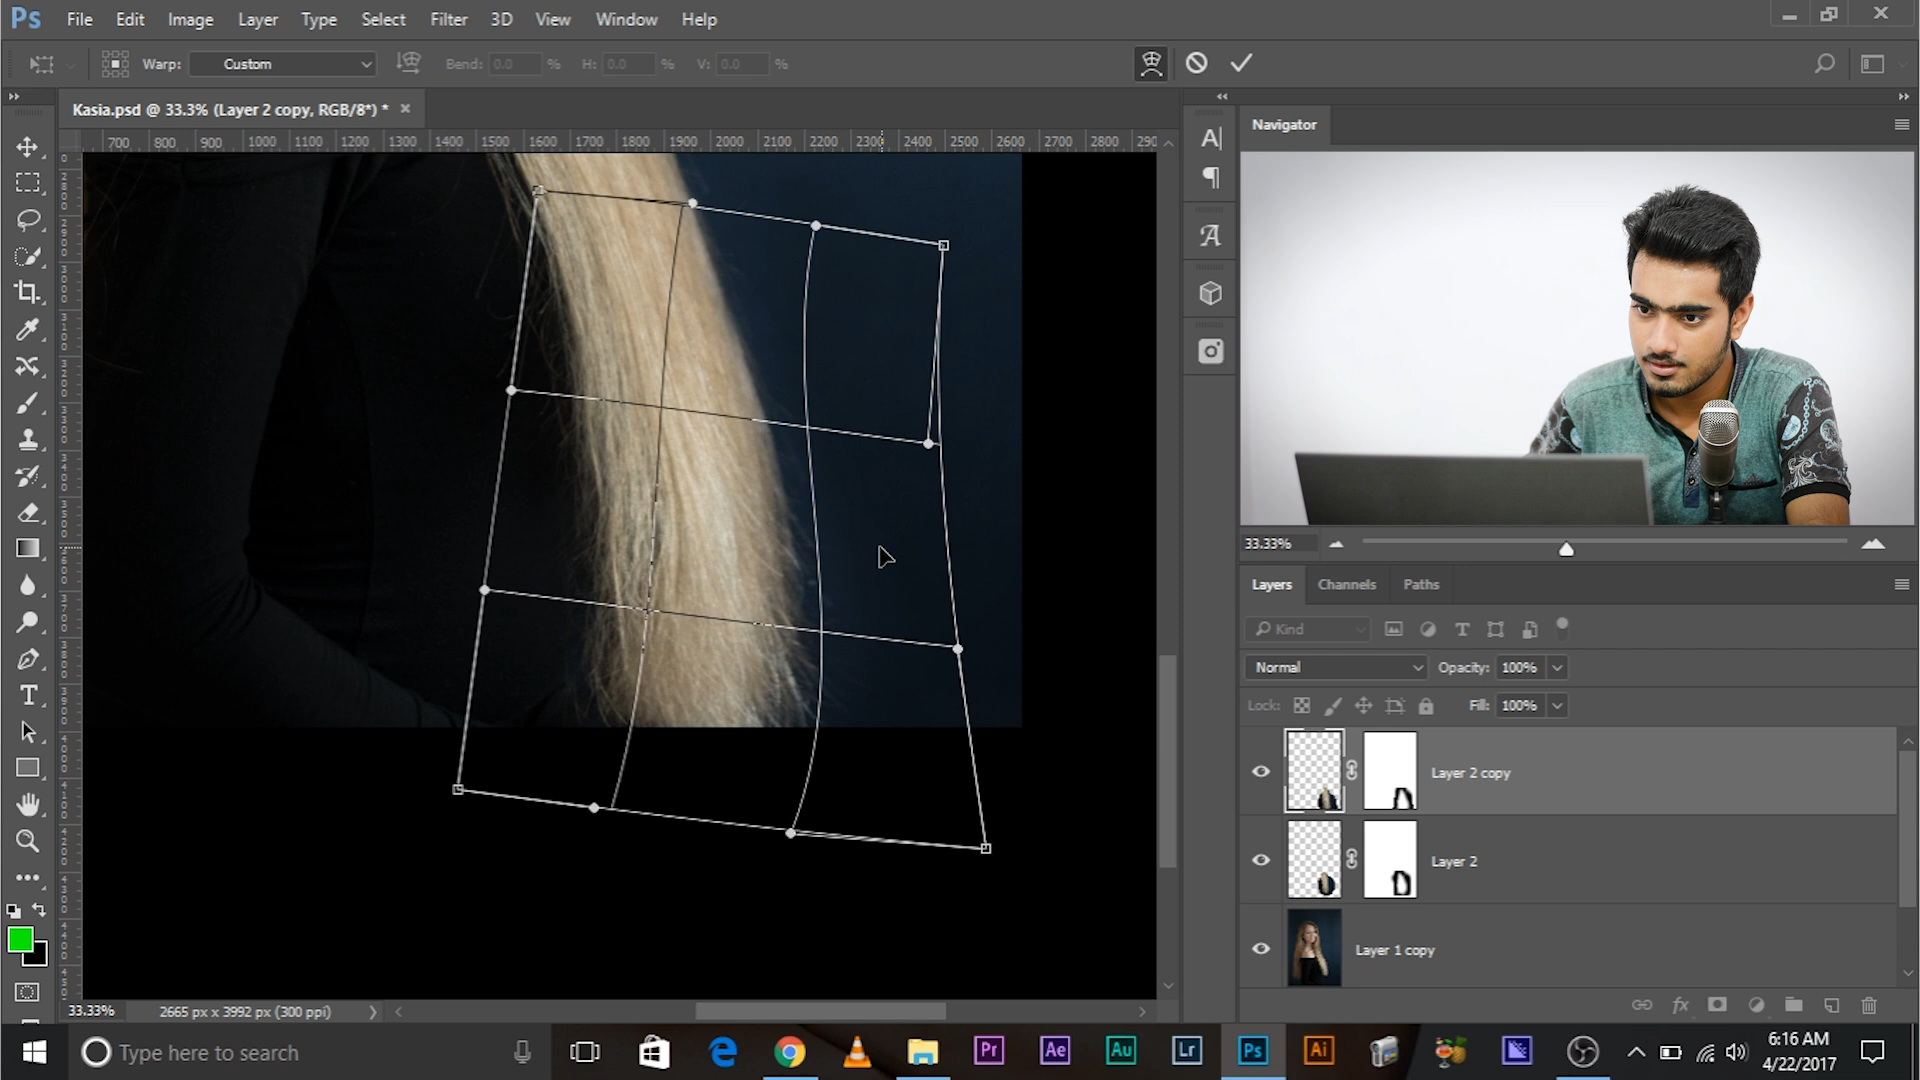 Ps File Edit Image Layer Type Select Filter 3D View Window Help
Warp: Custom Bend: 0.0 % H: 0.0 % V: 0.0 %
Kasia.psd @ 33.3% (Layer 2 copy, RGB/8*) * ×
700 800 900 1000 1100 1200 1300 1400 1500 1600 1700 1800 1900 2000 2100 2200 2300 2400 2500 2600 2700 2800 290
Navigator
33.33%
Layers Channels Paths
Kind
Normal Opacity: 100%
Lock: Fill: 100%
Layer 2 copy
Layer 2
Layer 1 copy
fx
33.33% 2665 px x 3992 px (300 ppi)
Type here to search
Pr Ae Au Lr Ps Ai
6:16 AM
4/22/2017